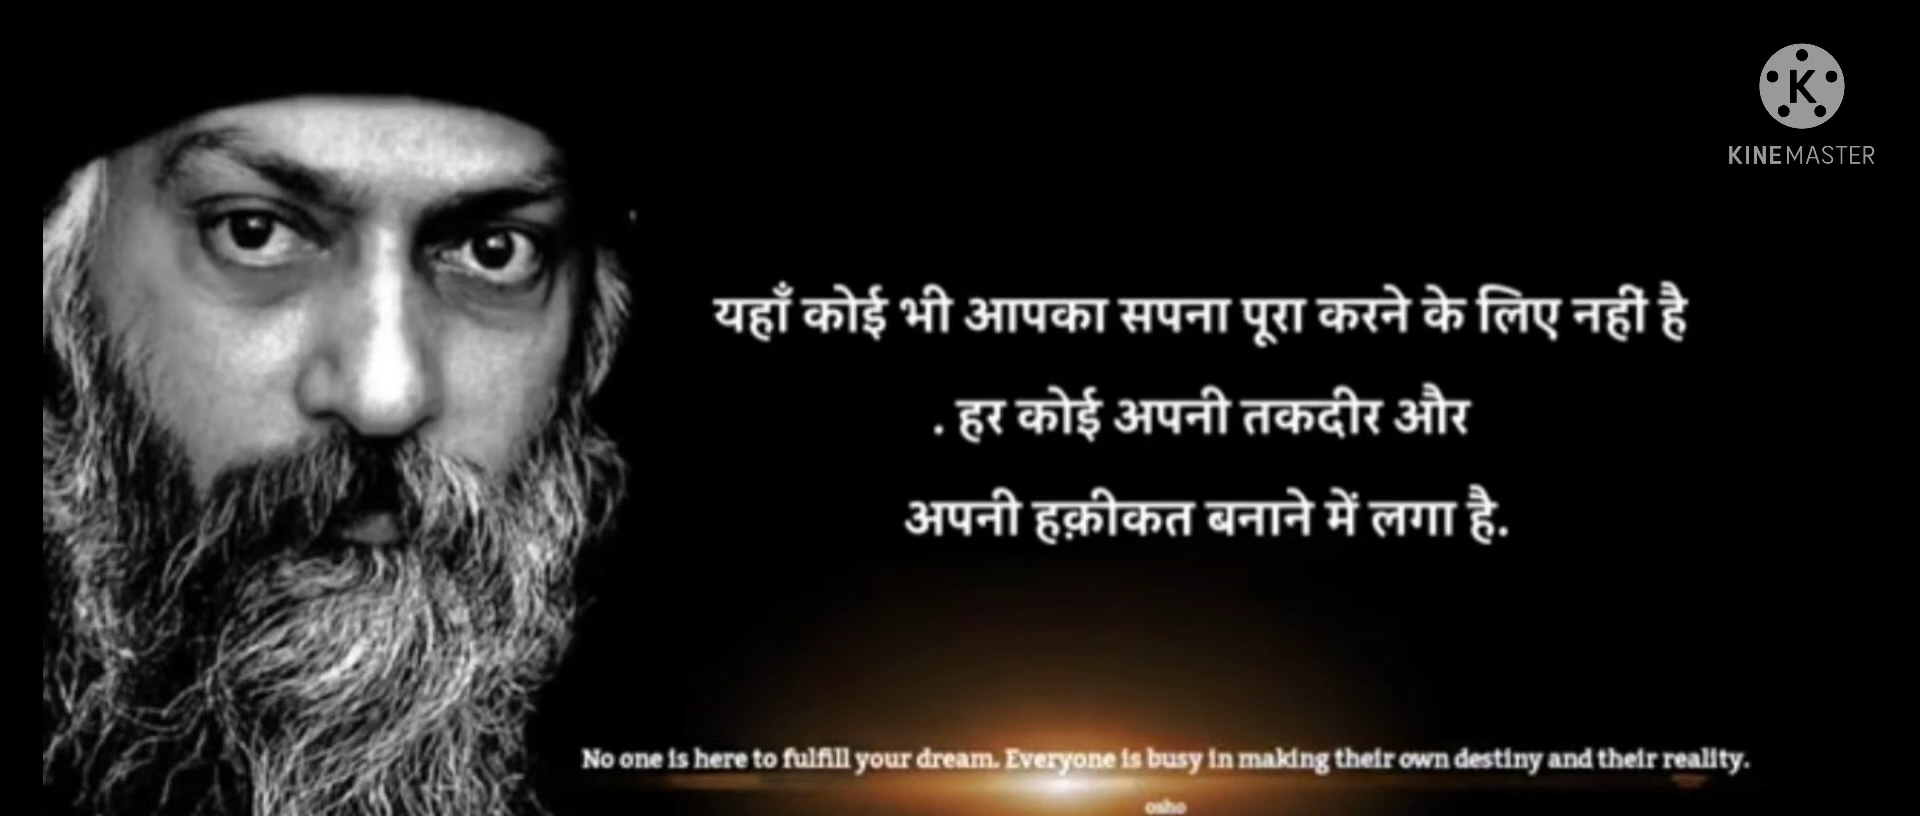 KINEMASTER
यहाँ कोई भी आपका सपना पूरा करने के लिए नहीं है
. हर कोई अपनी तकदीर और
अपनी हक़ीकत बनाने में लगा है.
No one is here to fulfill your dream. Everyone is busy in making their own destiny and their reality.
osho